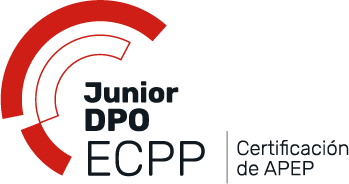 Junior
DPO
ECPP
Certificación
de APEP